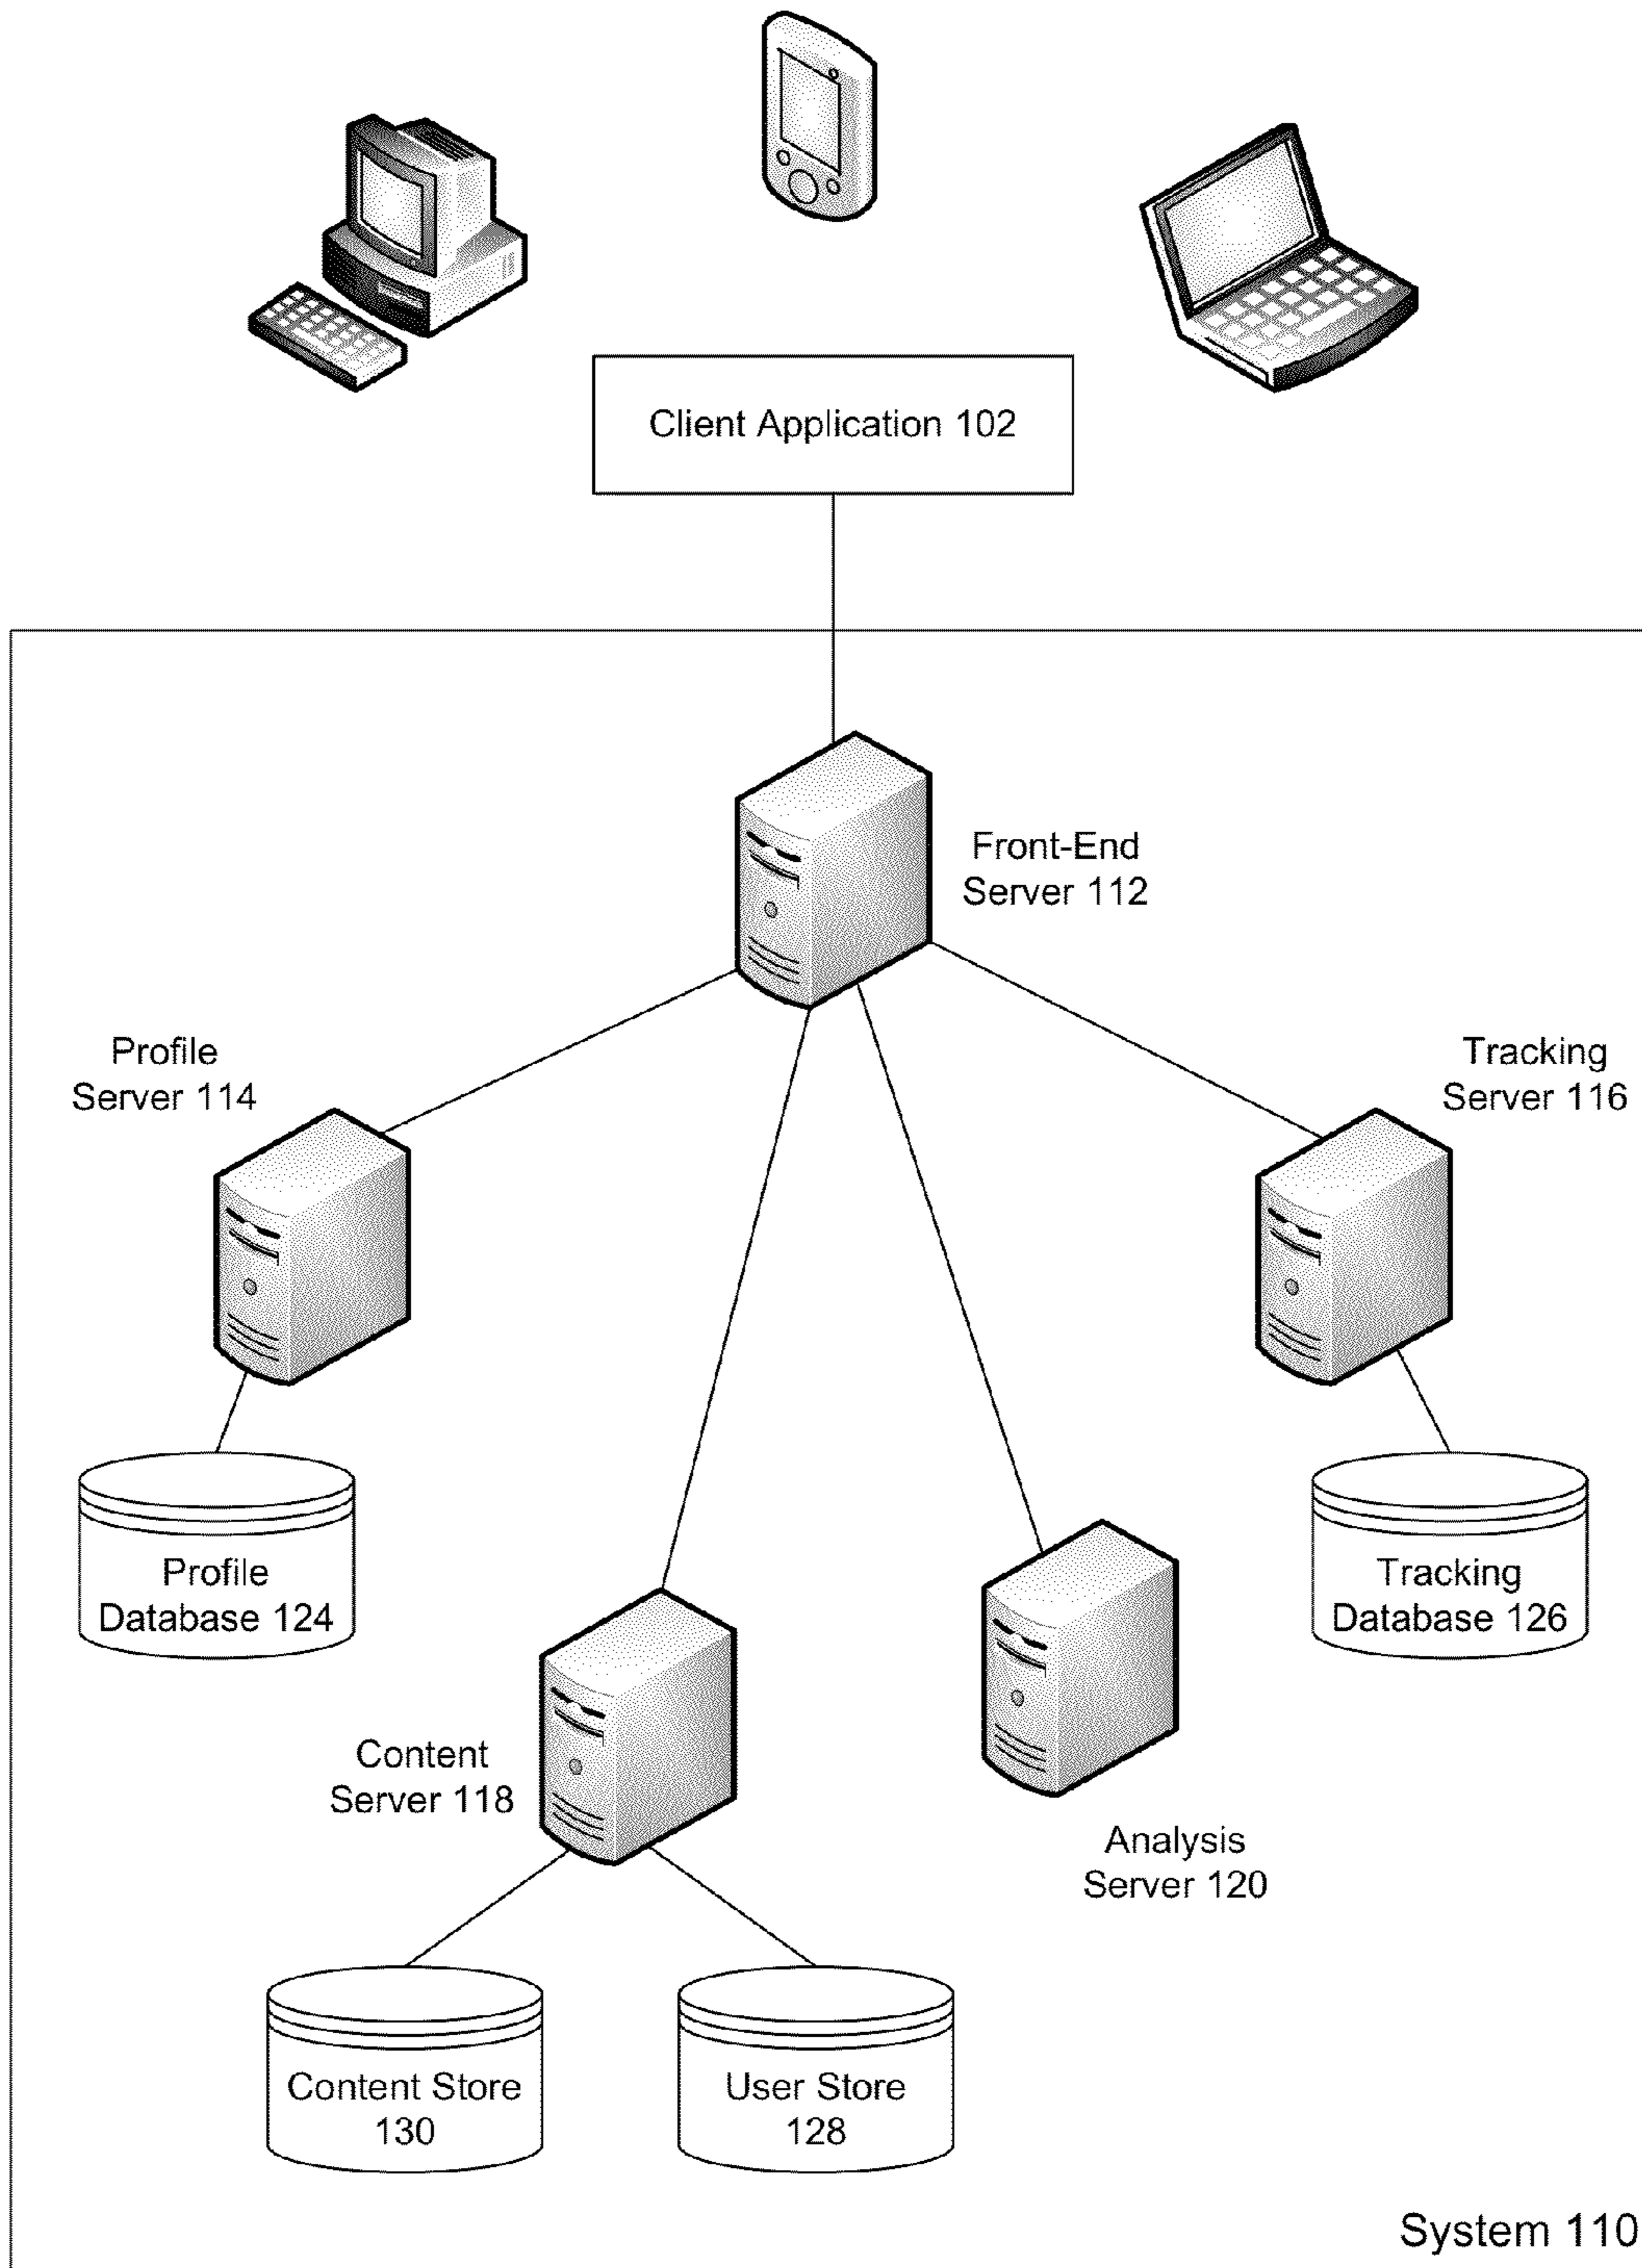 Client Application 102
Front-End
Server 112
Profile
Server 114
Tracking
Server 116
Profile
Database 124
Tracking
Database 126
Content
Server 118
Analysis
Server 120
Content Store
130
User Store
128
System 110